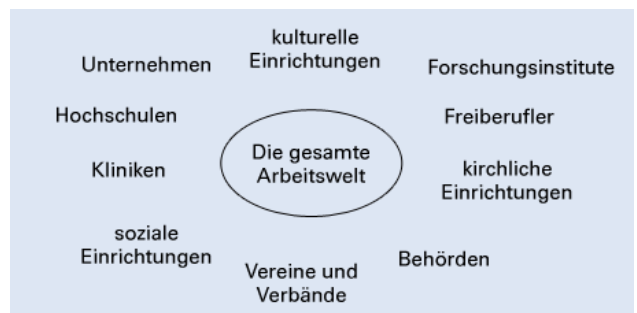 kulturelle
Einrichtungen
Unternehmen
Forschungsinstitute
Hochschulen
Freiberufler
Die gesamte
Arbeitswelt
Kliniken
kirchliche
Einrichtungen
soziale
Einrichtungen
Vereine und
Verbände
Behörden